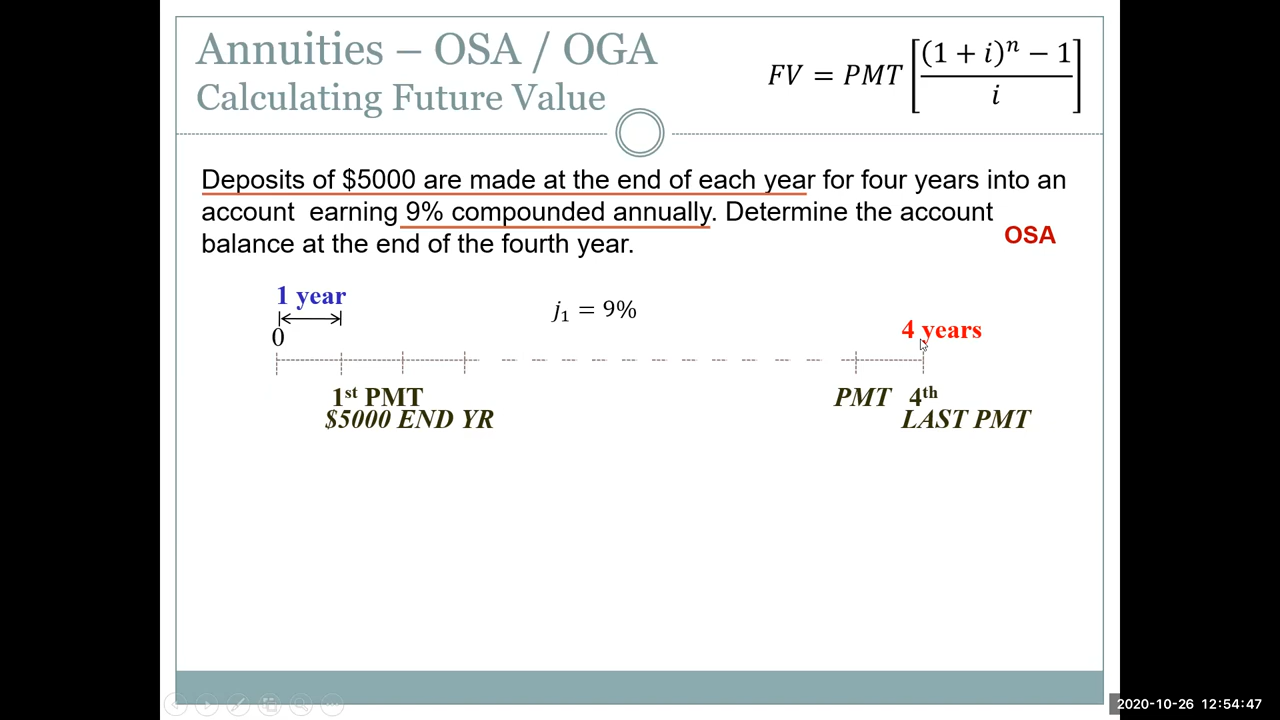 Annuities – OSA / OGA
Calculating Future Value
FV = PMT [((1 + i)^n − 1) / i]
Deposits of $5000 are made at the end of each year for four years into an
account earning 9% compounded annually. Determine the account
balance at the end of the fourth year.
OSA
1 year
j₁ = 9%
4 years
0
1st PMT
$5000 END YR
PMT 4th
LAST PMT
2020-10-26 12:54:47